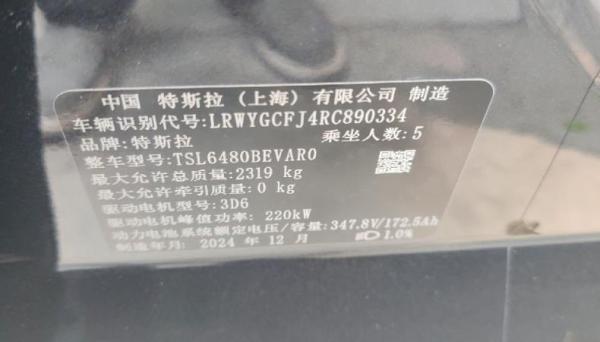 中国 特斯拉（上海）有限公司 制造
车辆识别代号:LRWYGCFJ4RC890334
品牌:特斯拉 乘坐人数:5
整车型号:TSL6480BEVAR0
最大允许总质量:2319 kg
最大允许牵引质量:0 kg
驱动电机型号:3D6
驱动电机峰值功率: 220kW
动力电池系统额定电压/容量:347.8V/172.5Ah
制造年月: 2024 年 12 月 1.0%